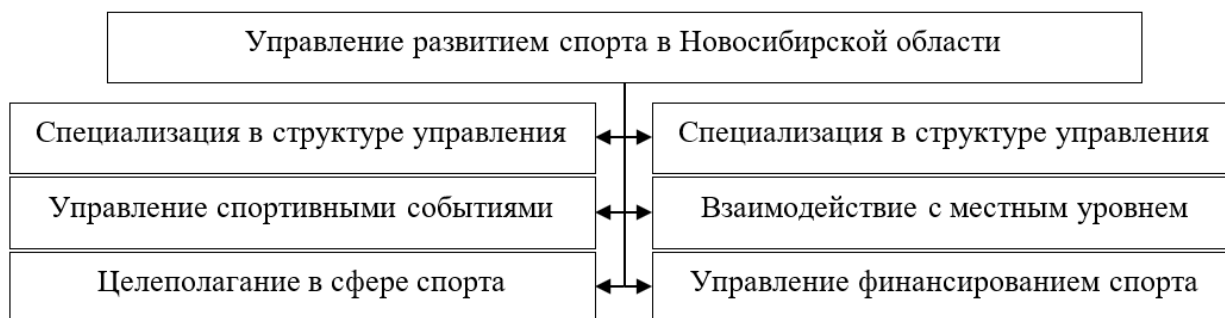 Управление развитием спорта в Новосибирской области
Специализация в структуре управления
Специализация в структуре управления
Управление спортивными событиями
Взаимодействие с местным уровнем
Целеполагание в сфере спорта
Управление финансированием спорта